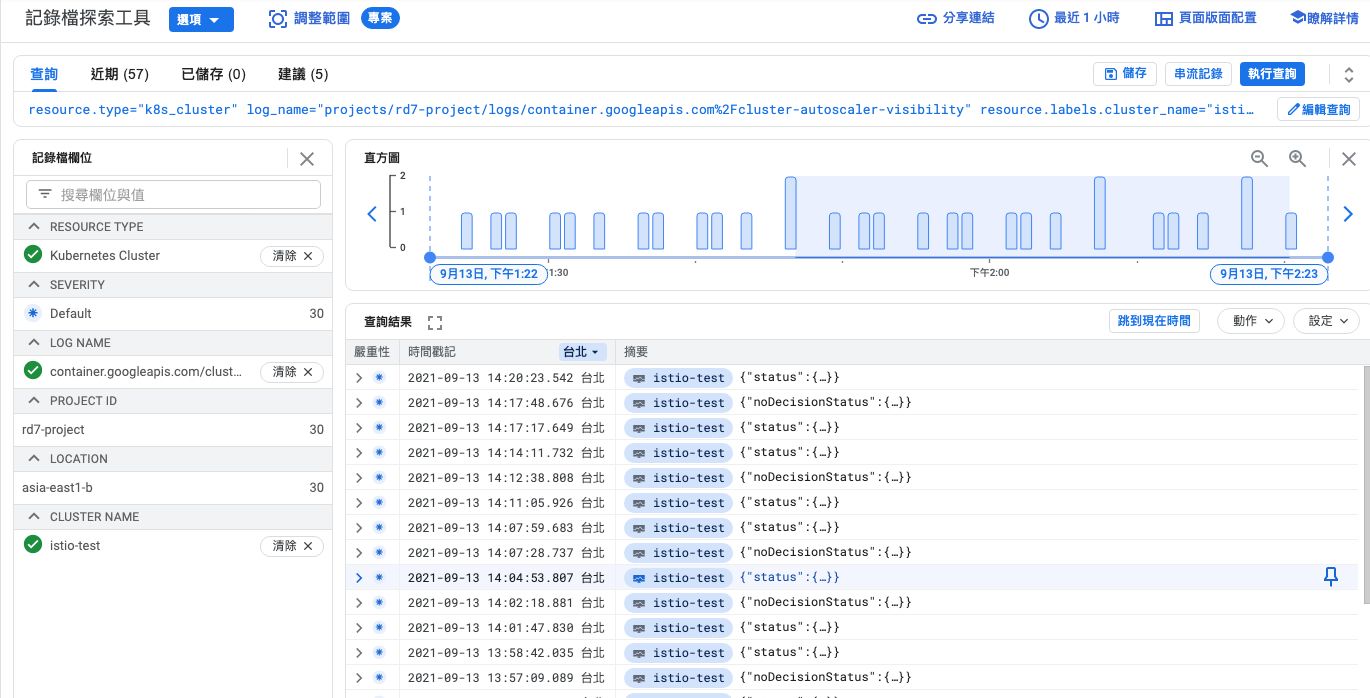 記錄檔探索工具 選項 調整範圍 專案 分享連結 最近 1 小時 頁面版面配置 瞭解詳情
查詢 近期 (57) 已儲存 (0) 建議 (5) 儲存 串流記錄 執行查詢
resource.type="k8s_cluster" log_name="projects/rd7-project/logs/container.googleapis.com%2Fcluster-autoscaler-visibility" resource.labels.cluster_name="isti… 編輯查詢
記錄檔欄位
搜尋欄位與值
RESOURCE TYPE
Kubernetes Cluster 清除
SEVERITY
Default 30
LOG NAME
container.googleapis.com/clust… 清除
PROJECT ID
rd7-project 30
LOCATION
asia-east1-b 30
CLUSTER NAME
istio-test 清除
直方圖
2
1
0
9月13日, 下午1:22 1:30 下午2:00 9月13日, 下午2:23
查詢結果 跳到現在時間 動作 設定
嚴重性 時間戳記 台北 摘要
2021-09-13 14:20:23.542 台北 istio-test {"status":{…}}
2021-09-13 14:17:48.676 台北 istio-test {"noDecisionStatus":{…}}
2021-09-13 14:17:17.649 台北 istio-test {"status":{…}}
2021-09-13 14:14:11.732 台北 istio-test {"status":{…}}
2021-09-13 14:12:38.808 台北 istio-test {"noDecisionStatus":{…}}
2021-09-13 14:11:05.926 台北 istio-test {"status":{…}}
2021-09-13 14:07:59.683 台北 istio-test {"status":{…}}
2021-09-13 14:07:28.737 台北 istio-test {"noDecisionStatus":{…}}
2021-09-13 14:04:53.807 台北 istio-test {"status":{…}}
2021-09-13 14:02:18.881 台北 istio-test {"noDecisionStatus":{…}}
2021-09-13 14:01:47.830 台北 istio-test {"status":{…}}
2021-09-13 13:58:42.035 台北 istio-test {"status":{…}}
2021-09-13 13:57:09.089 台北 istio-test {"noDecisionStatus":{…}}